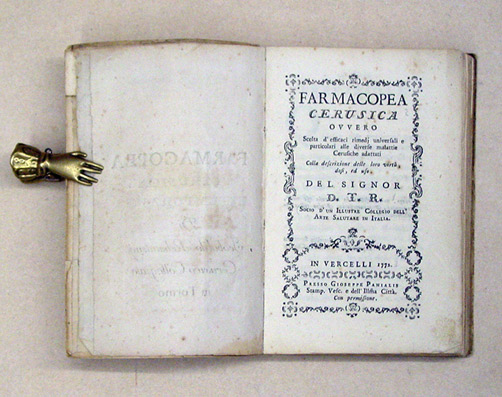 FARMACOPEA
CERUSICA
OVVERO
Scelta d'efficaci rimedj universali e
particolari alle diverse malattie
Cerusiche adattati
Colla descrizione delle loro virtù,
dosi, ed uso.
DEL SIGNOR
D. T. R.
SOCIO D'UN ILLUSTRE COLLEGIO DELL'
ARTE SALUTARE IN ITALIA.
IN VERCELLI 1772.
PRESSO GIUSEPPE PANIALIS
Stamp. Vesc. e dell' Illma Città.
Con permissione.